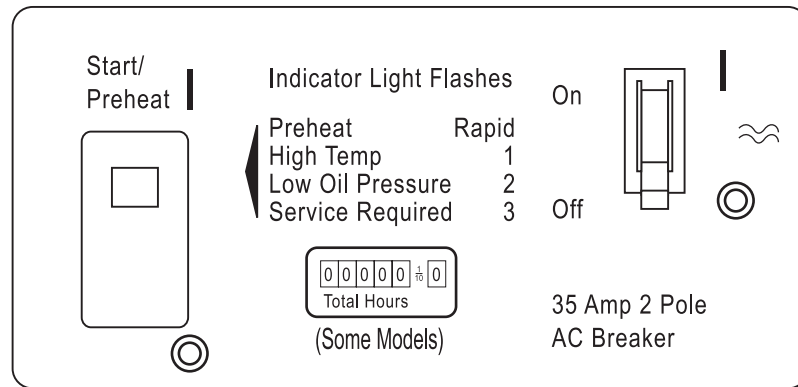 Start/
Preheat
Indicator Light Flashes
Preheat Rapid
High Temp 1
Low Oil Pressure 2
Service Required 3
0 0 0 0 0 1/10 0
Total Hours
(Some Models)
On
Off
35 Amp 2 Pole
AC Breaker